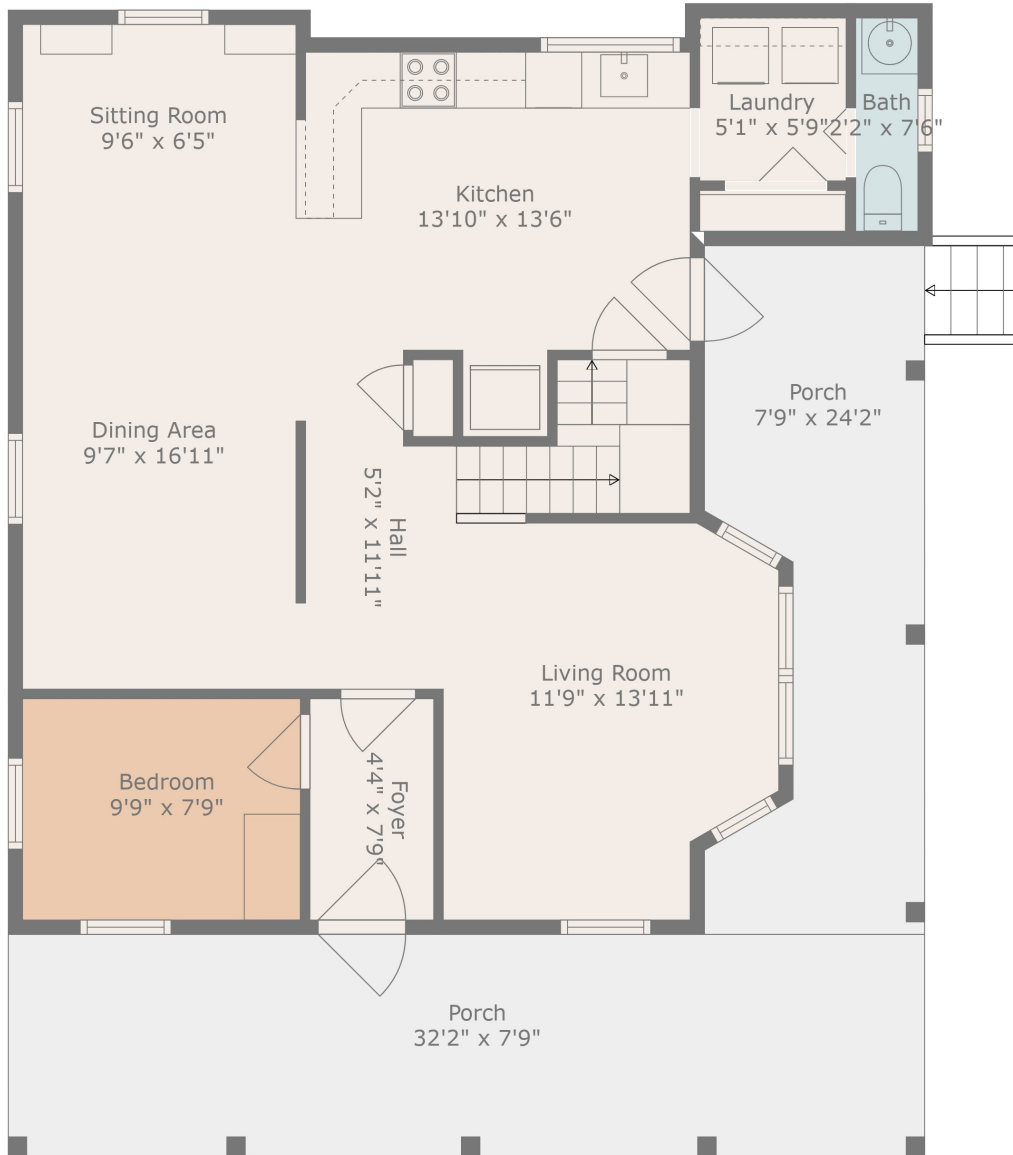 Sitting Room
9'6" x 6'5"
Laundry
5'1" x 5'9"
Bath
2'2" x 7'6"
Kitchen
13'10" x 13'6"
Dining Area
9'7" x 16'11"
Porch
7'9" x 24'2"
Hall
5'2" x 11'11"
Living Room
11'9" x 13'11"
Bedroom
9'9" x 7'9"
Foyer
4'4" x 7'9"
Porch
32'2" x 7'9"